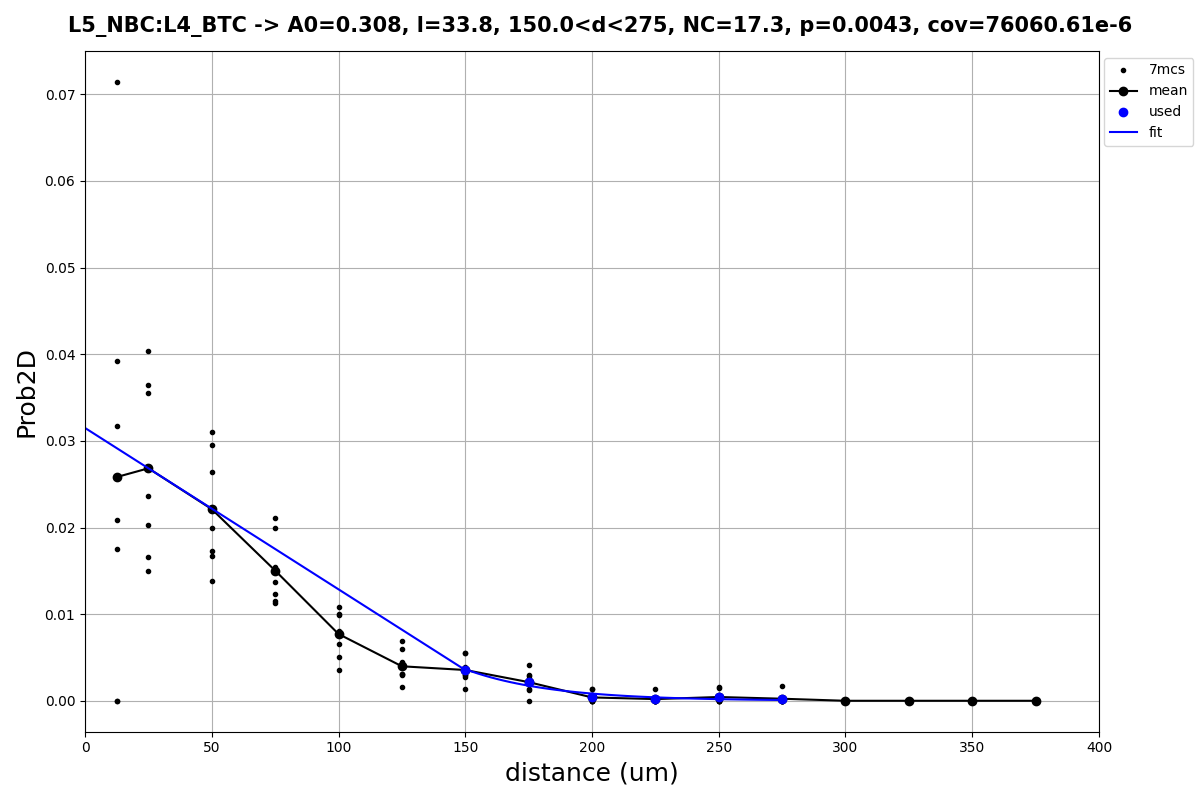 L5_NBC:L4_BTC -> A0=0.308, l=33.8, 150.0<d<275, NC=17.3, p=0.0043, cov=76060.61e-6
7mcs
mean
used
fit
0.07
0.06
0.05
0.04
0.03
0.02
0.01
0.00
Prob2D
0 50 100 150 200 250 300 350 400
distance (um)